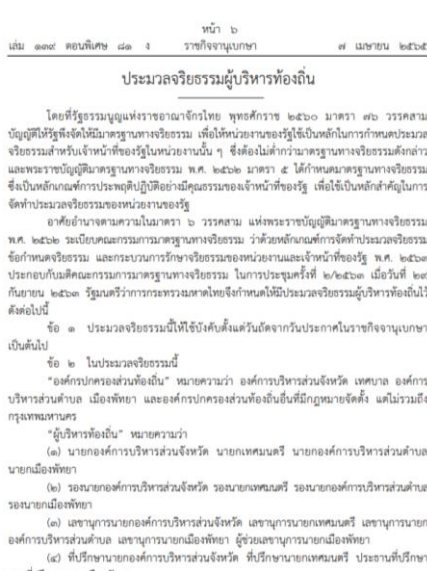 หน้า ๖
เล่ม ๑๓๙ ตอนพิเศษ ๘๑ ง ราชกิจจานุเบกษา ๗ เมษายน ๒๕๖๕
ประมวลจริยธรรมผู้บริหารท้องถิ่น
โดยที่รัฐธรรมนูญแห่งราชอาณาจักรไทย พุทธศักราช ๒๕๖๐ มาตรา ๗๖ วรรคสาม
บัญญัติให้รัฐพึงจัดให้มีมาตรฐานทางจริยธรรม เพื่อให้หน่วยงานของรัฐใช้เป็นหลักในการกำหนดประมวล
จริยธรรมสำหรับเจ้าหน้าที่ของรัฐในหน่วยงานนั้น ๆ ซึ่งต้องไม่ต่ำกว่ามาตรฐานทางจริยธรรมดังกล่าว
และพระราชบัญญัติมาตรฐานทางจริยธรรม พ.ศ. ๒๕๖๒ มาตรา ๕ ได้กำหนดมาตรฐานทางจริยธรรม
ซึ่งเป็นหลักเกณฑ์การประพฤติปฏิบัติอย่างมีคุณธรรมของเจ้าหน้าที่ของรัฐ เพื่อใช้เป็นหลักสำคัญในการ
จัดทำประมวลจริยธรรมของหน่วยงานของรัฐ
อาศัยอำนาจตามความในมาตรา ๖ วรรคสาม แห่งพระราชบัญญัติมาตรฐานทางจริยธรรม
พ.ศ. ๒๕๖๒ ระเบียบคณะกรรมการมาตรฐานทางจริยธรรม ว่าด้วยหลักเกณฑ์การจัดทำประมวลจริยธรรม
ข้อกำหนดจริยธรรม และกระบวนการรักษาจริยธรรมของหน่วยงานและเจ้าหน้าที่ของรัฐ พ.ศ. ๒๕๖๓
ประกอบกับมติคณะกรรมการมาตรฐานทางจริยธรรม ในการประชุมครั้งที่ ๒/๒๕๖๓ เมื่อวันที่ ๒๙
กันยายน ๒๕๖๓ รัฐมนตรีว่าการกระทรวงมหาดไทยจึงกำหนดให้มีประมวลจริยธรรมผู้บริหารท้องถิ่นไว้
ดังต่อไปนี้
ข้อ ๑ ประมวลจริยธรรมนี้ให้ใช้บังคับตั้งแต่วันถัดจากวันประกาศในราชกิจจานุเบกษา
เป็นต้นไป
ข้อ ๒ ในประมวลจริยธรรมนี้
“องค์กรปกครองส่วนท้องถิ่น” หมายความว่า องค์การบริหารส่วนจังหวัด เทศบาล องค์การ
บริหารส่วนตำบล เมืองพัทยา และองค์กรปกครองส่วนท้องถิ่นอื่นที่มีกฎหมายจัดตั้ง แต่ไม่รวมถึง
กรุงเทพมหานคร
“ผู้บริหารท้องถิ่น” หมายความว่า
(๑) นายกองค์การบริหารส่วนจังหวัด นายกเทศมนตรี นายกองค์การบริหารส่วนตำบล
นายกเมืองพัทยา
(๒) รองนายกองค์การบริหารส่วนจังหวัด รองนายกเทศมนตรี รองนายกองค์การบริหารส่วนตำบล
รองนายกเมืองพัทยา
(๓) เลขานุการนายกองค์การบริหารส่วนจังหวัด เลขานุการนายกเทศมนตรี เลขานุการนายก
องค์การบริหารส่วนตำบล เลขานุการนายกเมืองพัทยา ผู้ช่วยเลขานุการนายกเมืองพัทยา
(๔) ที่ปรึกษานายกองค์การบริหารส่วนจังหวัด ที่ปรึกษานายกเทศมนตรี ประธานที่ปรึกษา